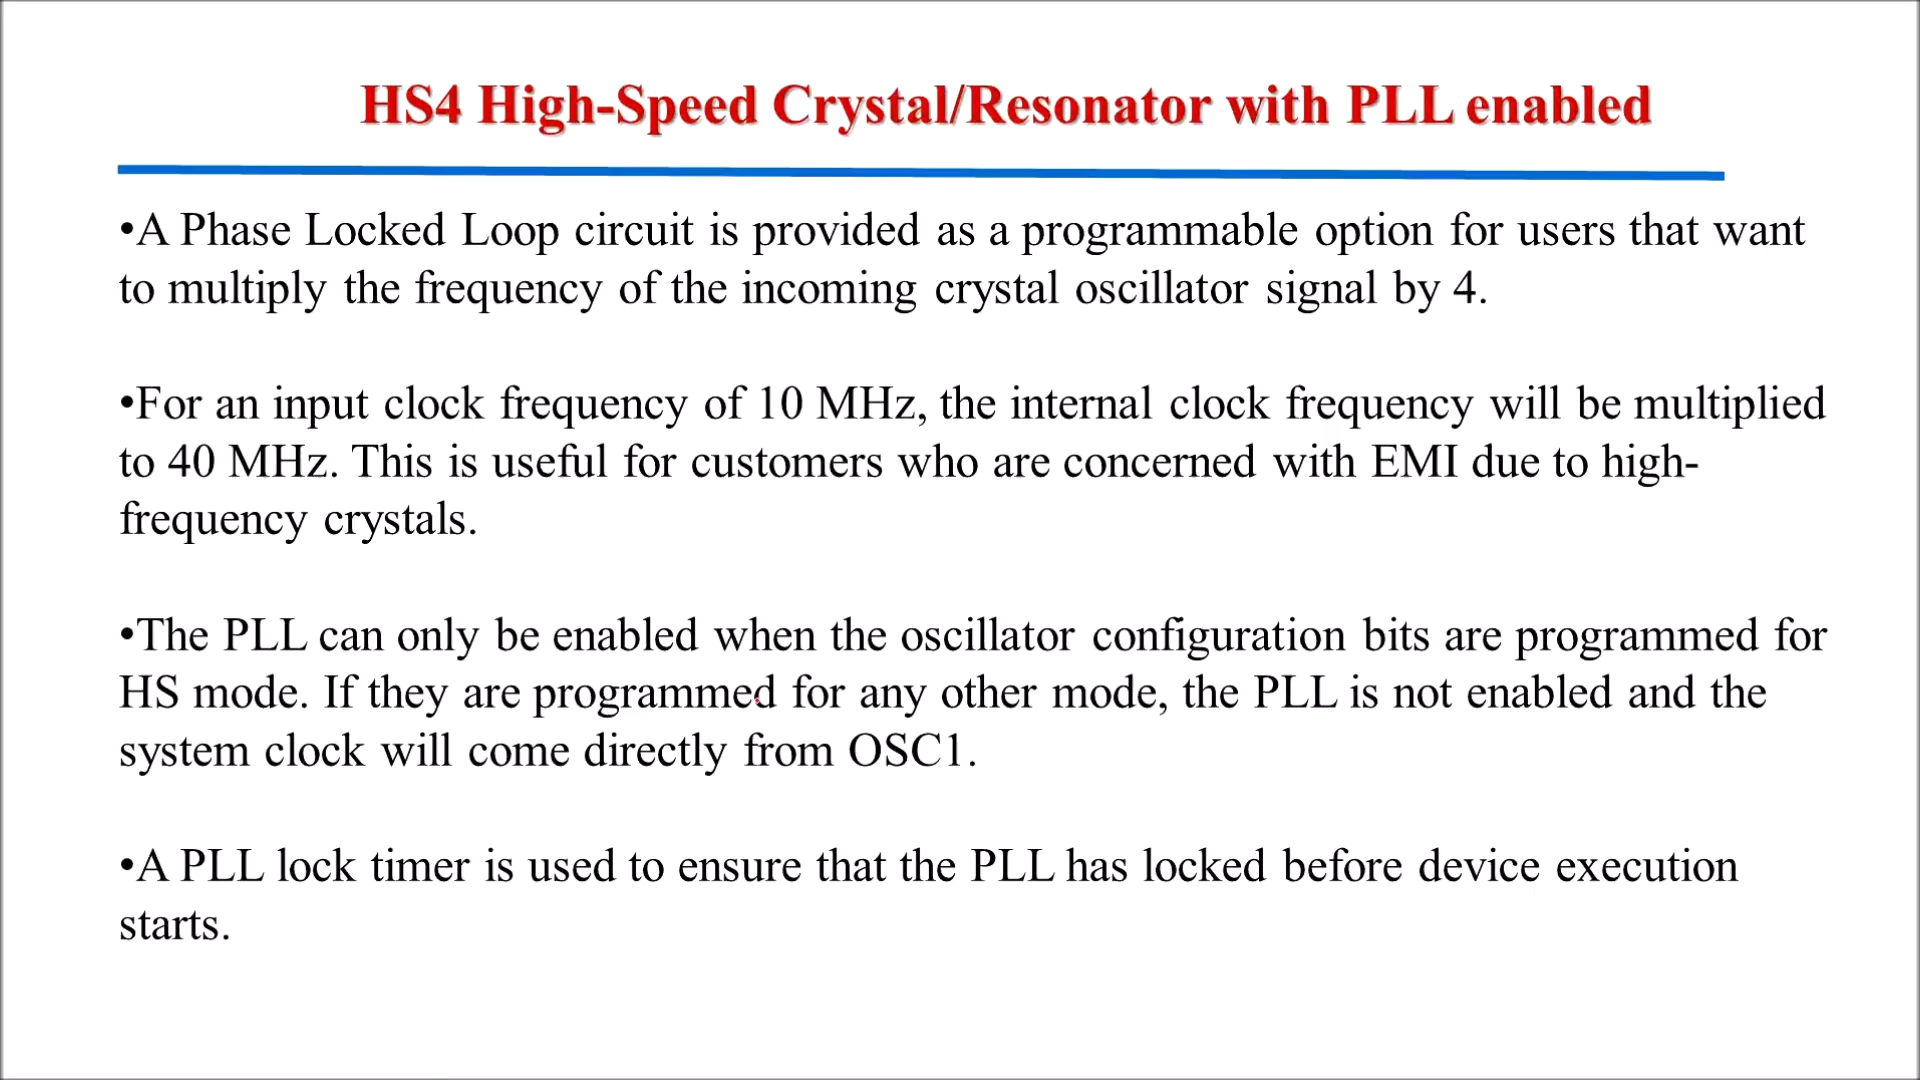 HS4 High-Speed Crystal/Resonator with PLL enabled
•A Phase Locked Loop circuit is provided as a programmable option for users that want
to multiply the frequency of the incoming crystal oscillator signal by 4.
•For an input clock frequency of 10 MHz, the internal clock frequency will be multiplied
to 40 MHz. This is useful for customers who are concerned with EMI due to high-
frequency crystals.
•The PLL can only be enabled when the oscillator configuration bits are programmed for
HS mode. If they are programmed for any other mode, the PLL is not enabled and the
system clock will come directly from OSC1.
•A PLL lock timer is used to ensure that the PLL has locked before device execution
starts.